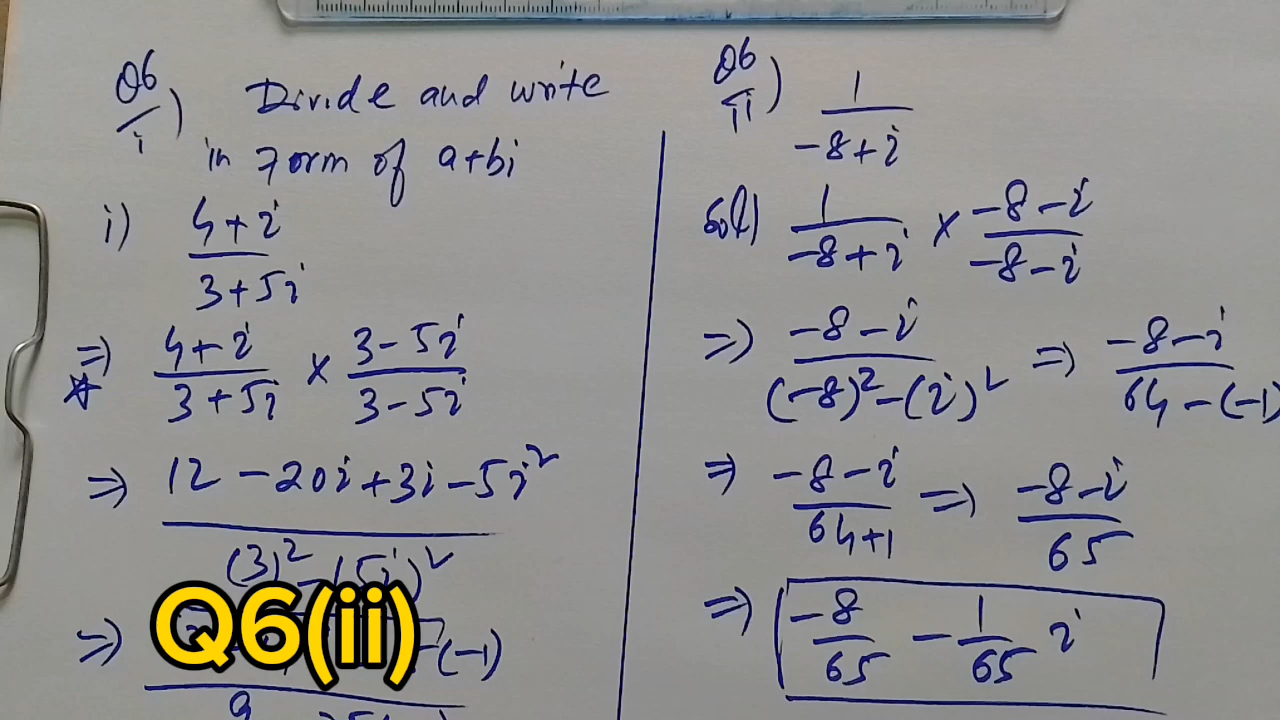 Q6/i) Divide and write
in form of a+bi
i) 4+i / 3+5i
=> 4+i / 3+5i × 3-5i / 3-5i
=> 12 - 20i + 3i - 5i² / (3)² - (5i)²
=> (-1)
9
Q6(ii)
Q6/ii) 1 / -8+i
Sol) 1 / -8+i × -8-i / -8-i
=> -8-i / (-8)² - (i)² => -8-i / 64-(-1)
=> -8-i / 64+1 => -8-i / 65
=> -8/65 - 1/65 i